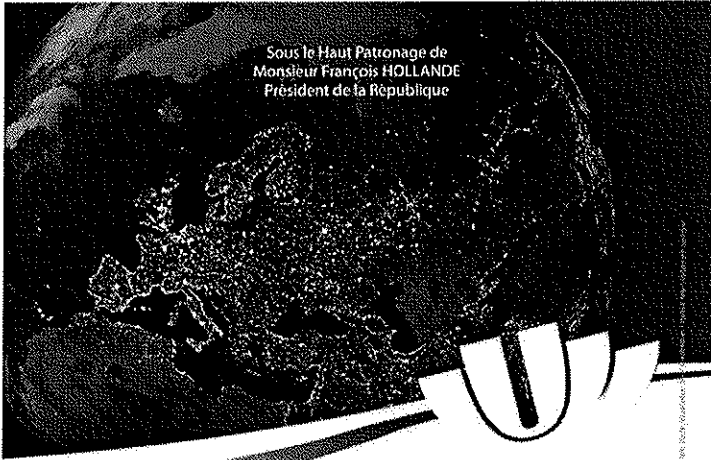 Sous le Haut Patronage de
Monsieur François HOLLANDE
Président de la République